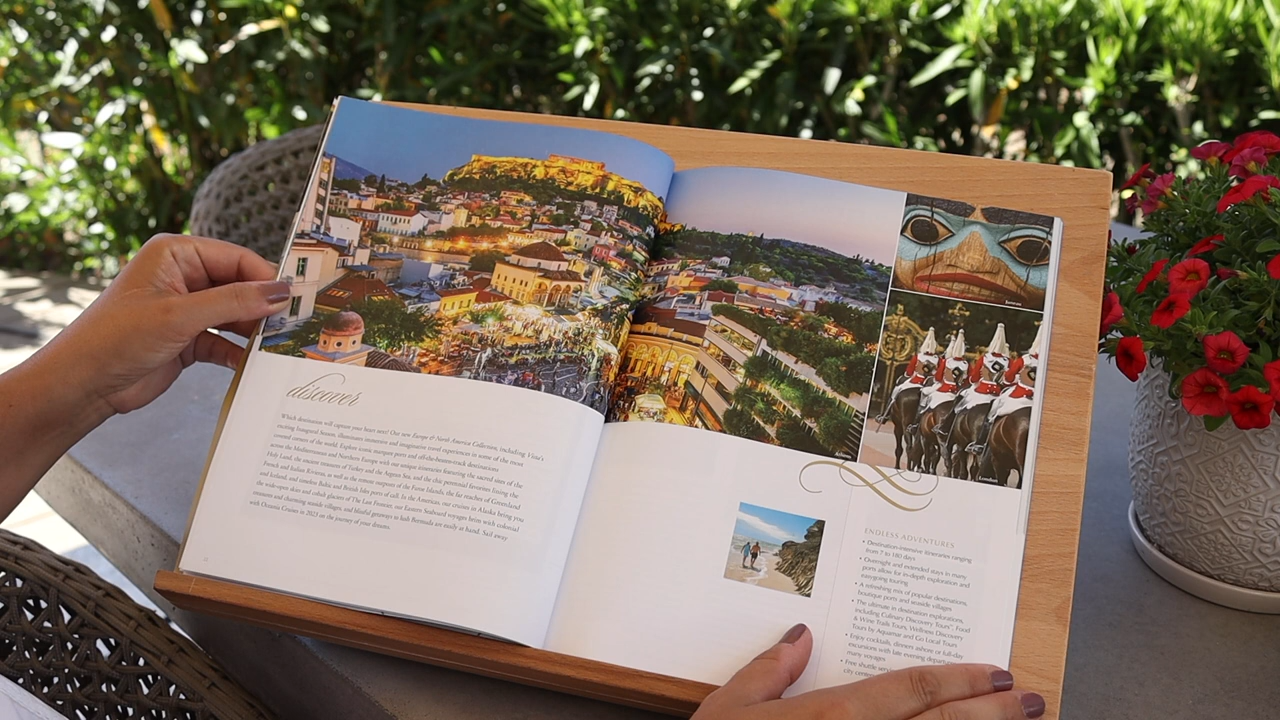 discover
Which destination will capture your heart next? Our new Europe & North America Collection, including Vista's
exciting Inaugural Season, illuminates immersive and imaginative travel experiences in some of the most
coveted corners of the world. Explore iconic marquee ports and off-the-beaten-track destinations
across the Mediterranean and Northern Europe with our unique itineraries featuring the sacred sites of the
Holy Land, the ancient treasures of Turkey and the Aegean Sea, and the chic perennial favorites lining the
French and Italian Rivieras, as well as the remote outposts of the Faroe Islands, the far reaches of Greenland
and Iceland, and timeless Baltic and British Isles ports of call. In the Americas, our cruises in Alaska bring you
the wide-open skies and cobalt glaciers of The Last Frontier, our Eastern Seaboard voyages brim with colonial
vestments and charming seaside villages, and blissful getaways to lush Bermuda are easily at hand. Sail away
with Oceania Cruises in 2023 on the journey of your dreams.
London
ENDLESS ADVENTURES
• Destination-intensive itineraries ranging
from 7 to 180 days
• Overnight and extended stays in many
ports allow for in-depth exploration and
easygoing touring
• A refreshing mix of popular destinations,
boutique ports and seaside villages
• The ultimate in destination explorations,
including Culinary Discovery Tours™, Food
& Wine Trails Tours, Wellness Discovery
Tours by Aquamar and Go Local Tours
• Enjoy cocktails, dinners ashore or full-day
excursions with late evening departures
many voyages
• Free shuttle
city